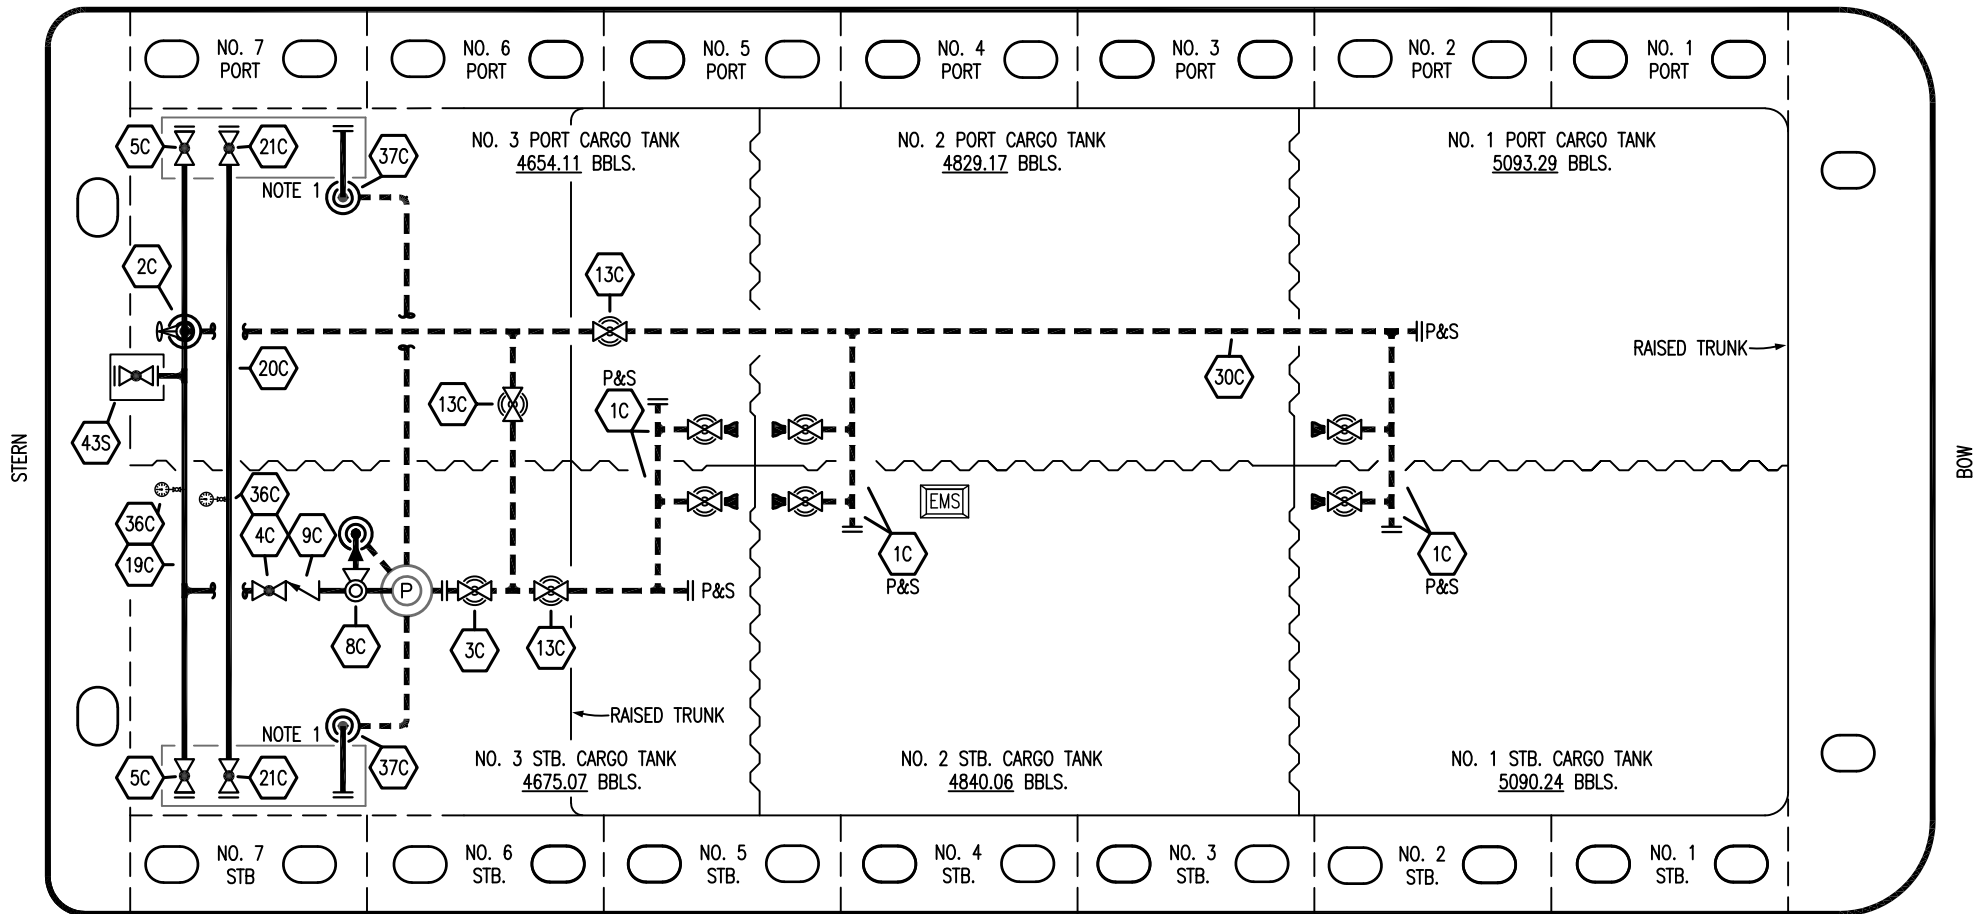 NO. 7
PORT
NO. 6
PORT
NO. 5
PORT
NO. 4
PORT
NO. 3
PORT
NO. 2
PORT
NO. 1
PORT
5C
21C
37C
NOTE 1
NO. 3 PORT CARGO TANK
4654.11 BBLS.
NO. 2 PORT CARGO TANK
4829.17 BBLS.
NO. 1 PORT CARGO TANK
5093.29 BBLS.
2C
13C
P&S
RAISED TRUNK
20C
30C
P&S
1C
13C
43S
STERN
BOW
36C
36C
4C
9C
19C
EMS
1C
P&S
1C
P&S
P
P&S
8C
3C
13C
RAISED TRUNK
NOTE 1
5C
21C
37C
NO. 3 STB. CARGO TANK
4675.07 BBLS.
NO. 2 STB. CARGO TANK
4840.06 BBLS.
NO. 1 STB. CARGO TANK
5090.24 BBLS.
NO. 7
STB
NO. 6
STB.
NO. 5
STB.
NO. 4
STB.
NO. 3
STB.
NO. 2
STB.
NO. 1
STB.